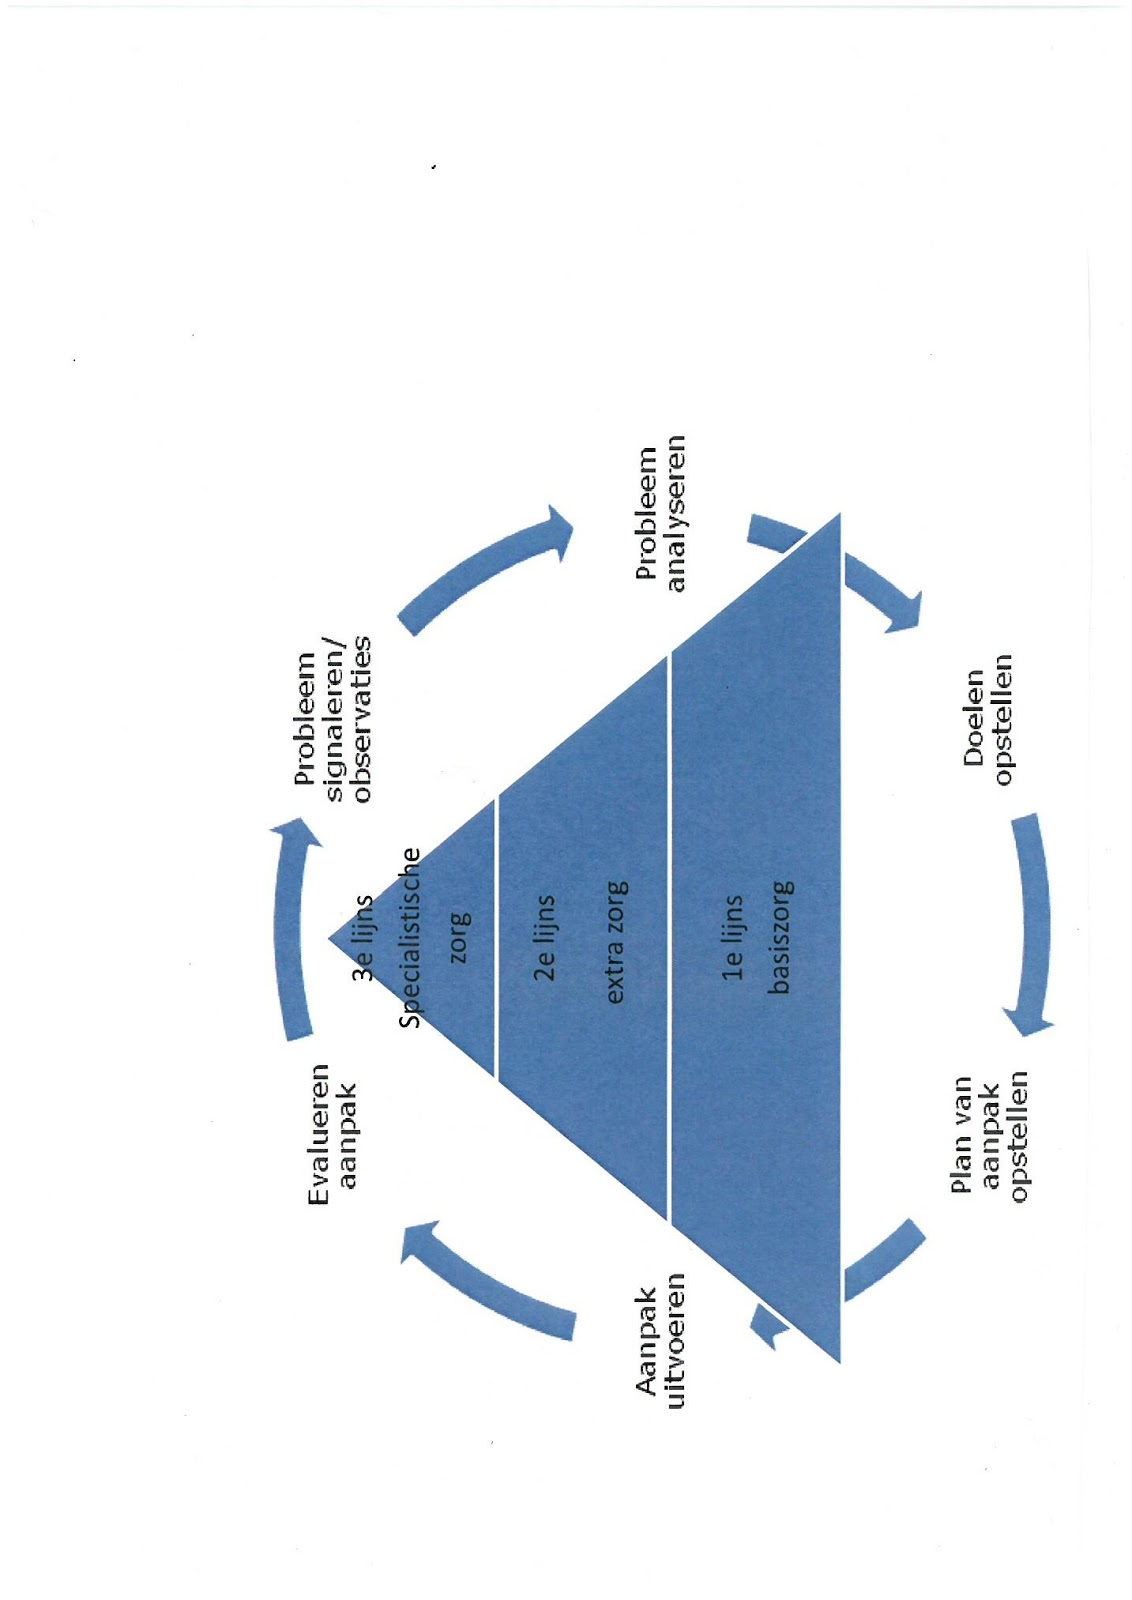 Probleem
signaleren/
observaties
Probleem
analyseren
Doelen
opstellen
Plan van
aanpak
opstellen
Aanpak
uitvoeren
Evalueren
aanpak
3e lijns
Specialistische
zorg
2e lijns
extra zorg
1e lijns
basiszorg